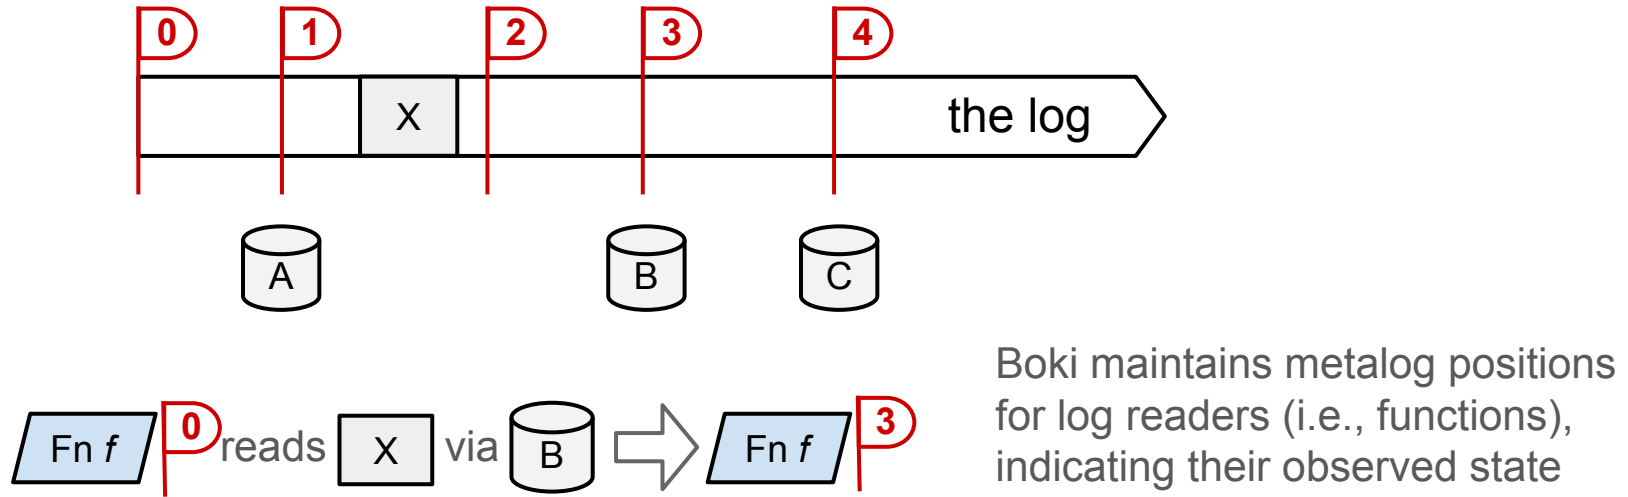 0 1 2 3 4
X the log
A B C
Boki maintains metalog positions
for log readers (i.e., functions),
indicating their observed state
Fn f 0 reads X via B Fn f 3